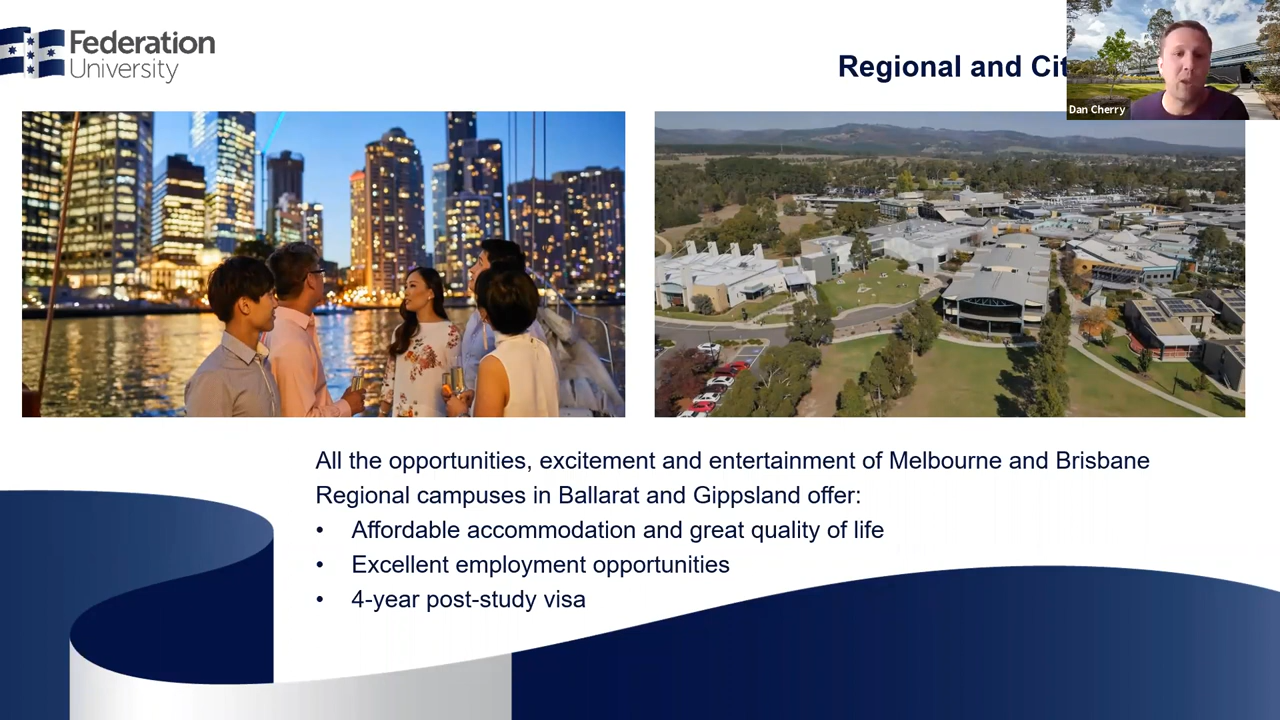 Federation
University
Regional and
Dan Cherry
All the opportunities, excitement and entertainment of Melbourne and Brisbane
Regional campuses in Ballarat and Gippsland offer:
• Affordable accommodation and great quality of life
• Excellent employment opportunities
• 4-year post-study visa